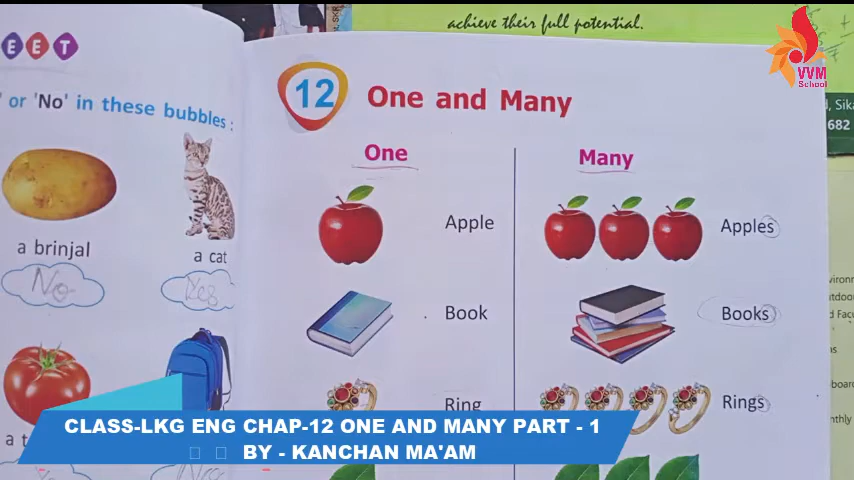 achieve their full potential.
VVM
School
EET
' or 'No' in these bubbles :
a brinjal
a cat
No
Yes
12 One and Many
One
Many
Apple
Apples
Book
Books
Ring
Rings
, Sika
682
CLASS-LKG ENG CHAP-12 ONE AND MANY PART - 1
BY - KANCHAN MA'AM